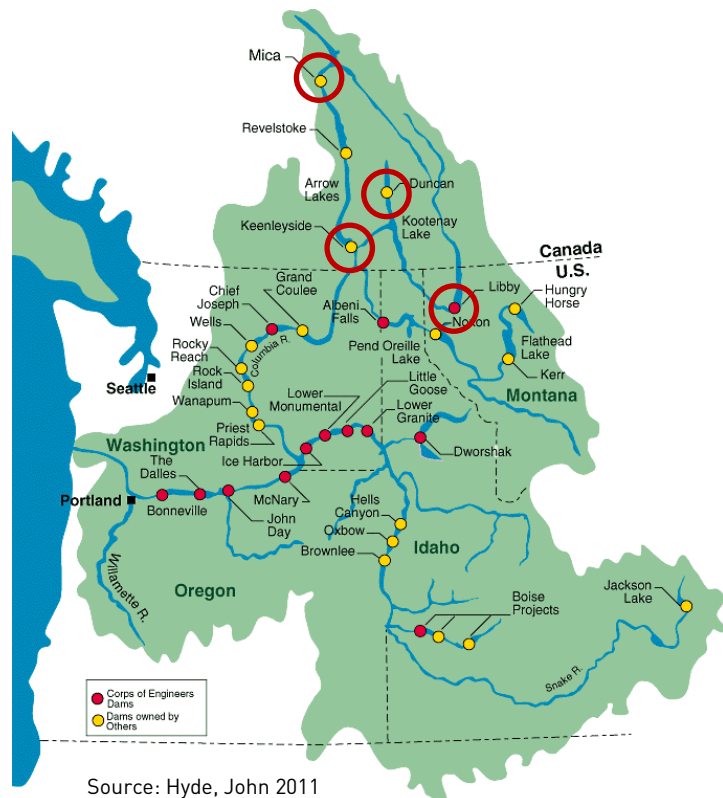 Mica
Revelstoke
Arrow
Lakes
Duncan
Keenleyside
Kootenay
Lake
Canada
U.S.
Grand
Coulee
Chief
Joseph
Albeni
Falls
Libby
Hungry
Horse
Wells
Noxon
Rocky
Reach
Columbia R.
Pend Oreille
Lake
Flathead
Lake
Rock
Island
Kerr
Seattle
Wanapum
Lower
Monumental
Little
Goose
Montana
Lower
Granite
Priest
Rapids
Washington
Ice Harbor
Dworshak
The
Dalles
Portland
Bonneville
McNary
John
Day
Hells
Canyon
Oxbow
Brownlee
Idaho
Willamette R.
Oregon
Boise
Projects
Jackson
Lake
Snake R.
Corps of Engineers
Dams
Dams owned by
Others
Source: Hyde, John 2011